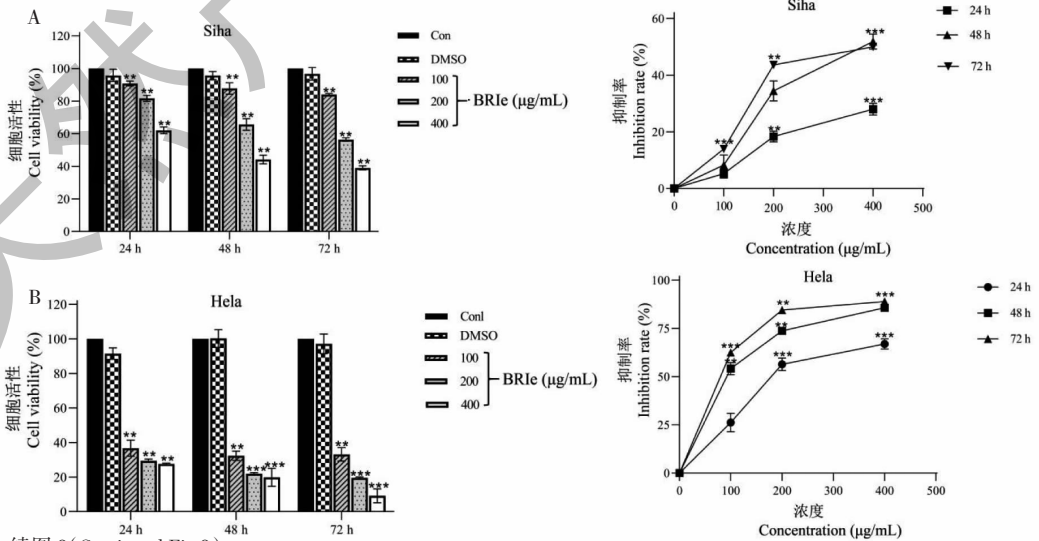 A
Siha
细胞活性
Cell viability (%)
120
100
80
60
40
20
0
** ** **
** ** **
** ** **
24 h 48 h 72 h
Con
DMSO
100
200
400
BRIe (μg/mL)
Siha
抑制率
Inhibition rate (%)
60
40
20
0
***
**
***
**
***
0 100 200 300 400 500
浓度
Concentration (μg/mL)
24 h
48 h
72 h
B
Hela
细胞活性
Cell viability (%)
120
100
80
60
40
20
0
** ** **
** *** ***
** *** ***
24 h 48 h 72 h
Conl
DMSO
100
200
400
BRIe (μg/mL)
Hela
抑制率
Inhibition rate (%)
100
75
50
25
0
***
**
**
**
***
***
***
0 100 200 300 400 500
浓度
Concentration (μg/mL)
24 h
48 h
72 h